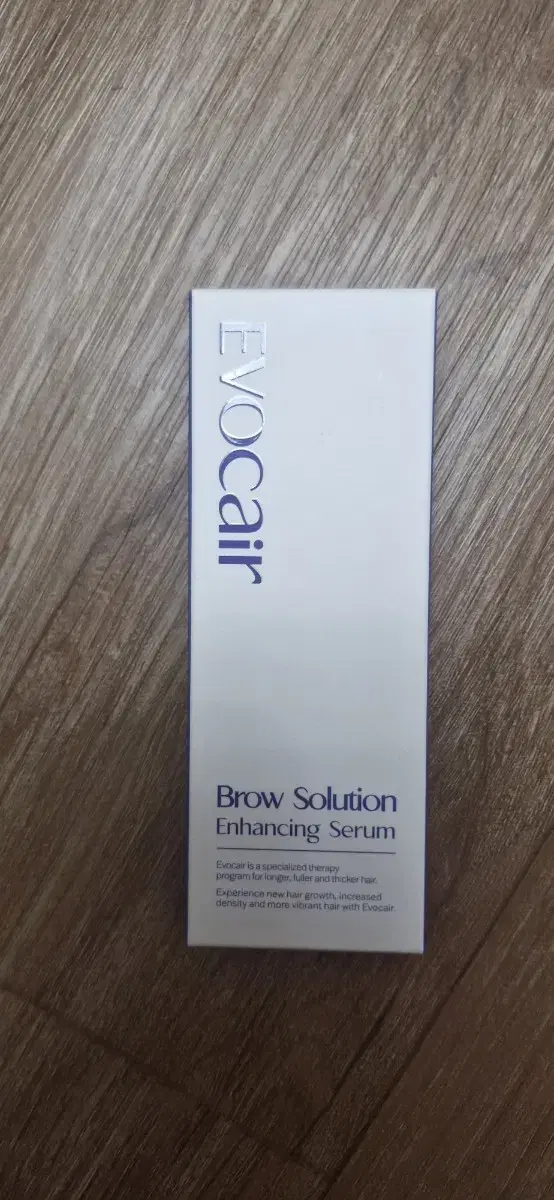 Evocair
Brow Solution
Enhancing Serum
Evocair is a specialized therapy
program for longer, fuller and thicker hair.
Experience new hair growth, increased
density and more vibrant hair with Evocair.